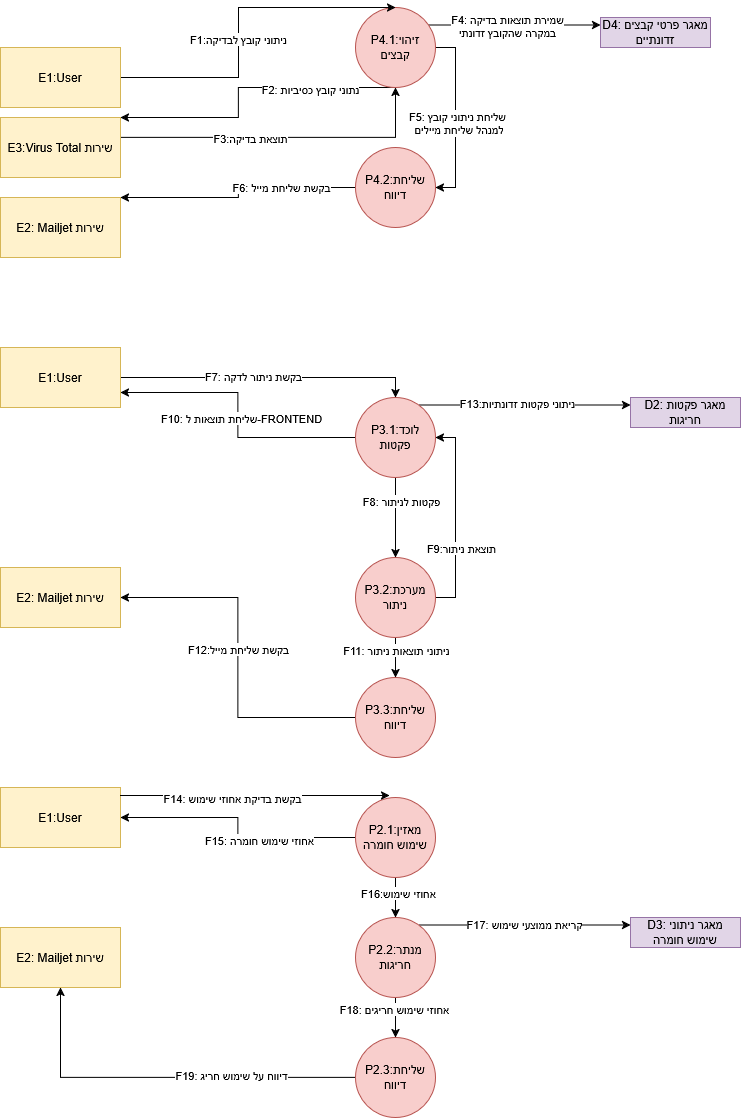 P4.1:זיהוי
קבצים
F4: שמירת תוצאות בדיקה
במקרה שהקובץ זדונתי
D4: מאגר פרטי קבצים
זדונתיים
F1:ניתוני קובץ לבדיקה
E1:User
F2: נתוני קובץ כסיביות
F5: שליחת ניתוני קובץ
למנהל שליחת מיילים
F3:תוצאת בדיקה
E3:Virus Total שירות
P4.2:שליחת
דיווח
F6: בקשת שליחת מייל
E2: Mailjet שירות
F7: בקשת ניתור לדקה
E1:User
F13:ניתוני פקטות זדונתיות
D2: מאגר פקטות
חריגות
F10: שליחת תוצאות ל-FRONTEND
P3.1:לוכד
פקטות
F8: פקטות לניתור
F9:תוצאת ניתור
E2: Mailjet שירות
P3.2:מערכת
ניתור
F12:בקשת שליחת מייל
F11: ניתוני תוצאות ניתור
P3.3:שליחת
דיווח
F14: בקשת בדיקת אחוזי שימוש
E1:User
P2.1:מאזין
שימוש חומרה
F15: אחוזי שימוש חומרה
F16:אחוזי שימוש
F17: קריאת ממוצעי שימוש
D3: מאגר ניתוני
שימוש חומרה
E2: Mailjet שירות
P2.2:מנתר
חריגות
F18: אחוזי שימוש חריגים
F19: דיווח על שימוש חריג
P2.3:שליחת
דיווח